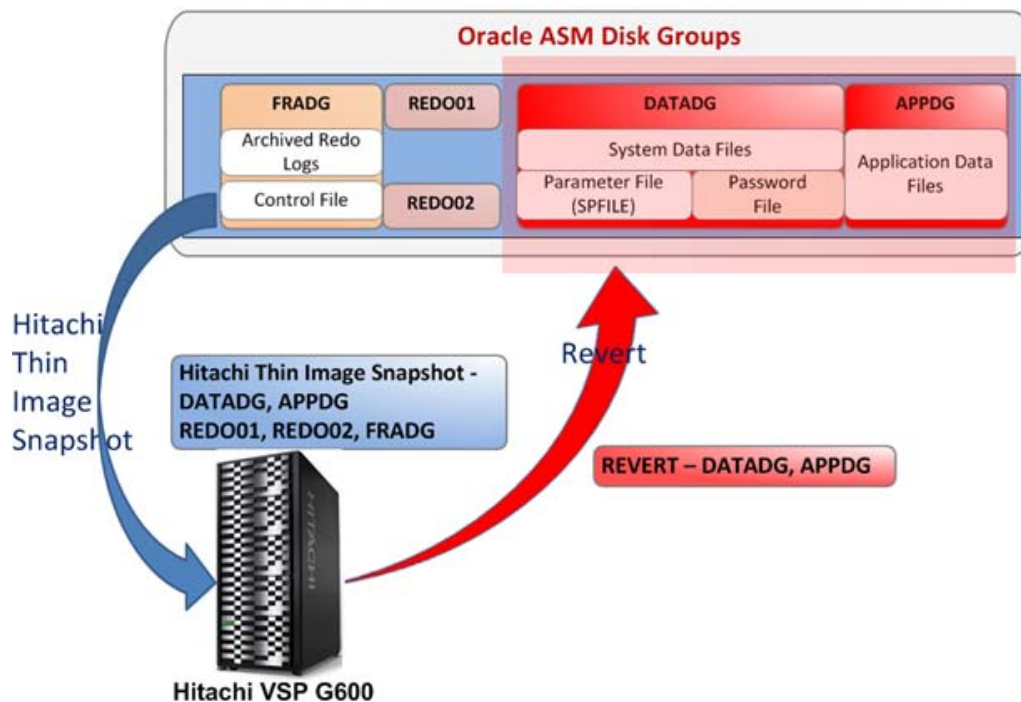 Oracle ASM Disk Groups
FRADG
Archived Redo
Logs
Control File
REDO01
REDO02
DATADG
System Data Files
Parameter File
(SPFILE)
Password
File
APPDG
Application Data
Files
Hitachi
Thin
Image
Snapshot
Hitachi Thin Image Snapshot -
DATADG, APPDG
REDO01, REDO02, FRADG
Revert
REVERT – DATADG, APPDG
HITACHI
Hitachi VSP G600